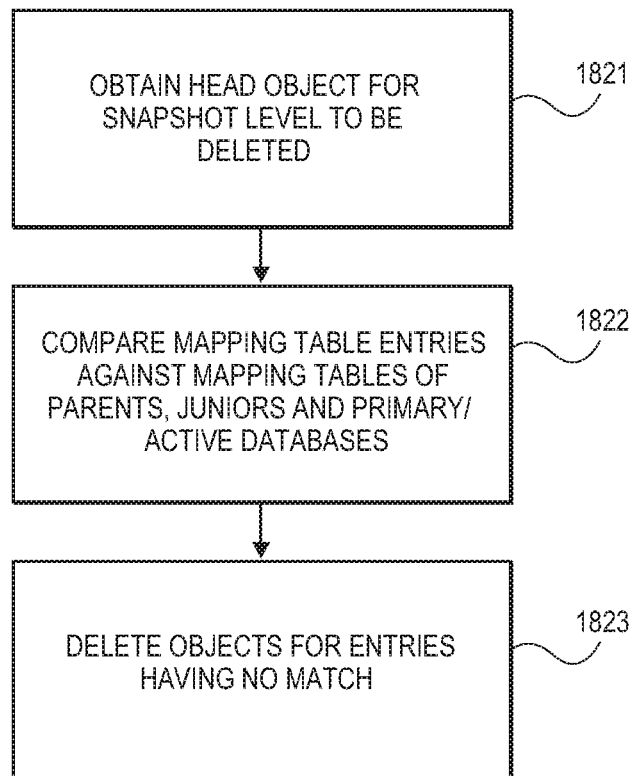 OBTAIN HEAD OBJECT FOR
SNAPSHOT LEVEL TO BE
DELETED
1821
COMPARE MAPPING TABLE ENTRIES
AGAINST MAPPING TABLES OF
PARENTS, JUNIORS AND PRIMARY/
ACTIVE DATABASES
1822
DELETE OBJECTS FOR ENTRIES
HAVING NO MATCH
1823